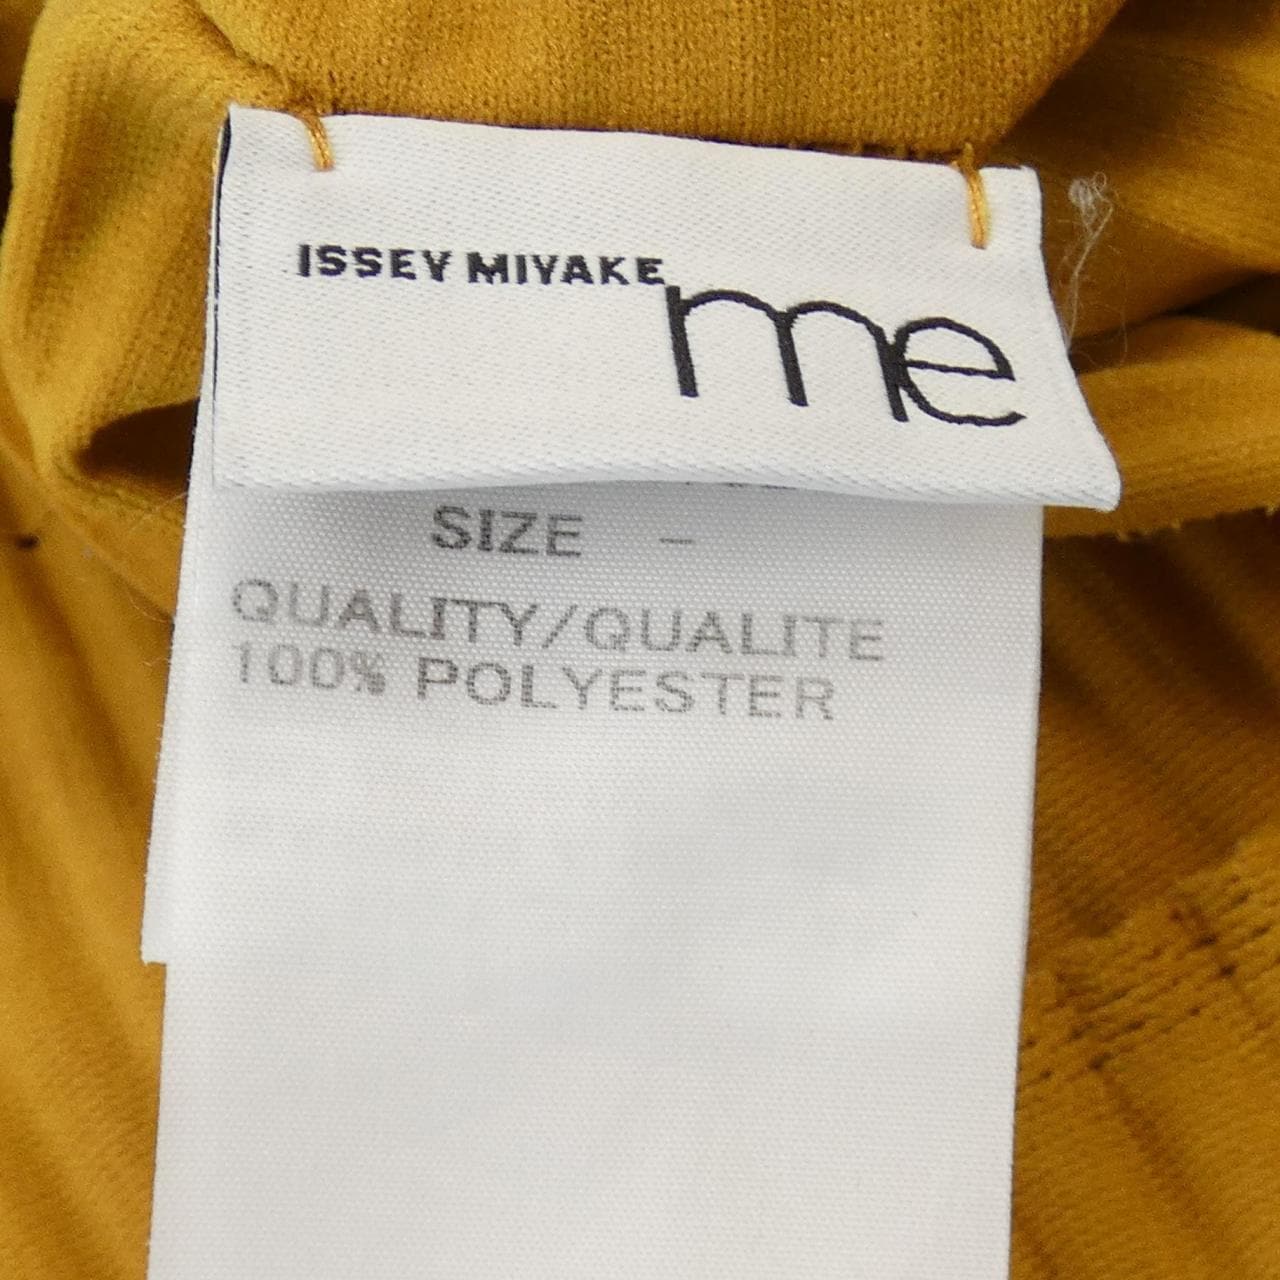 ISSEY MIYAKE
me
SIZE –
QUALITY/QUALITE
100% POLYESTER